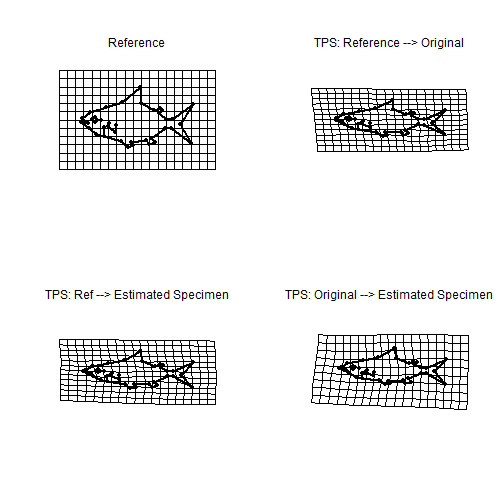 Reference
TPS: Reference --> Original
TPS: Ref --> Estimated Specimen
TPS: Original --> Estimated Specimen